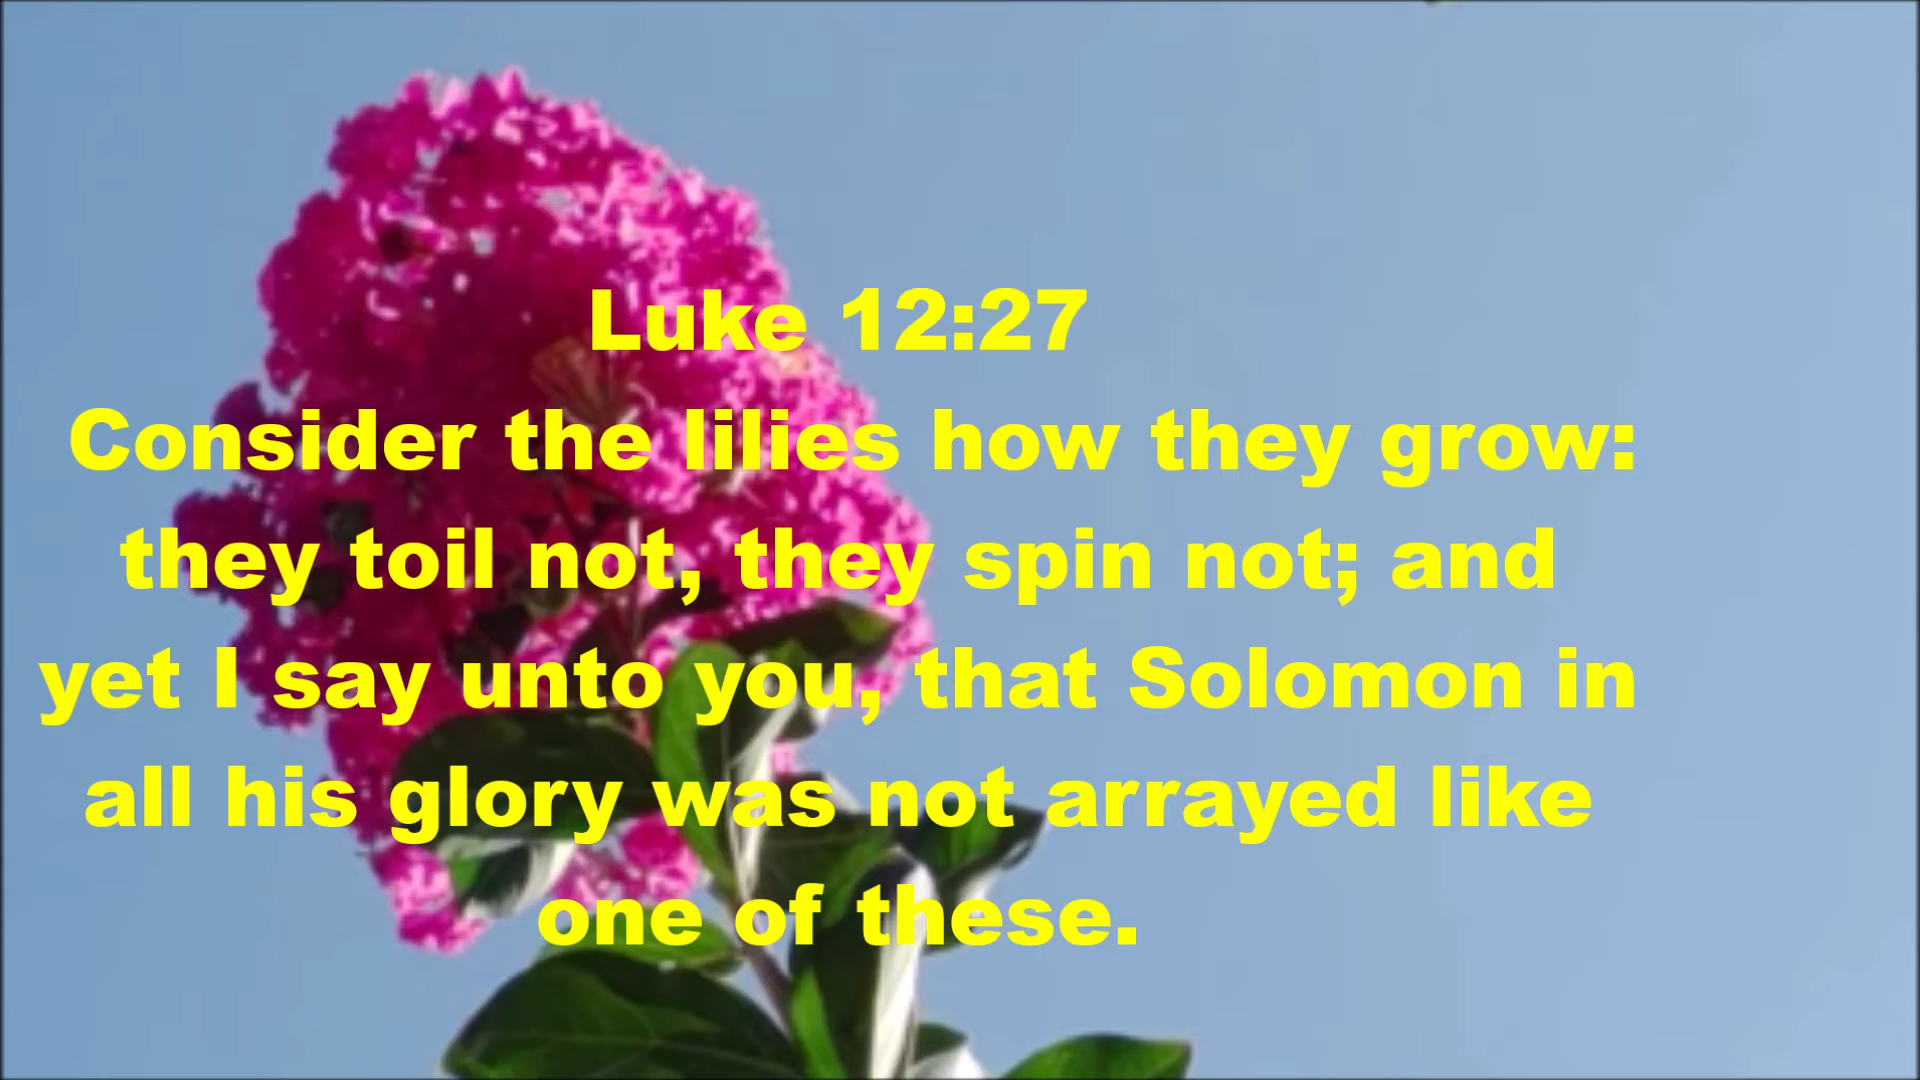 Luke 12:27
Consider the lilies how they grow:
they toil not, they spin not; and
yet I say unto you, that Solomon in
all his glory was not arrayed like
one of these.